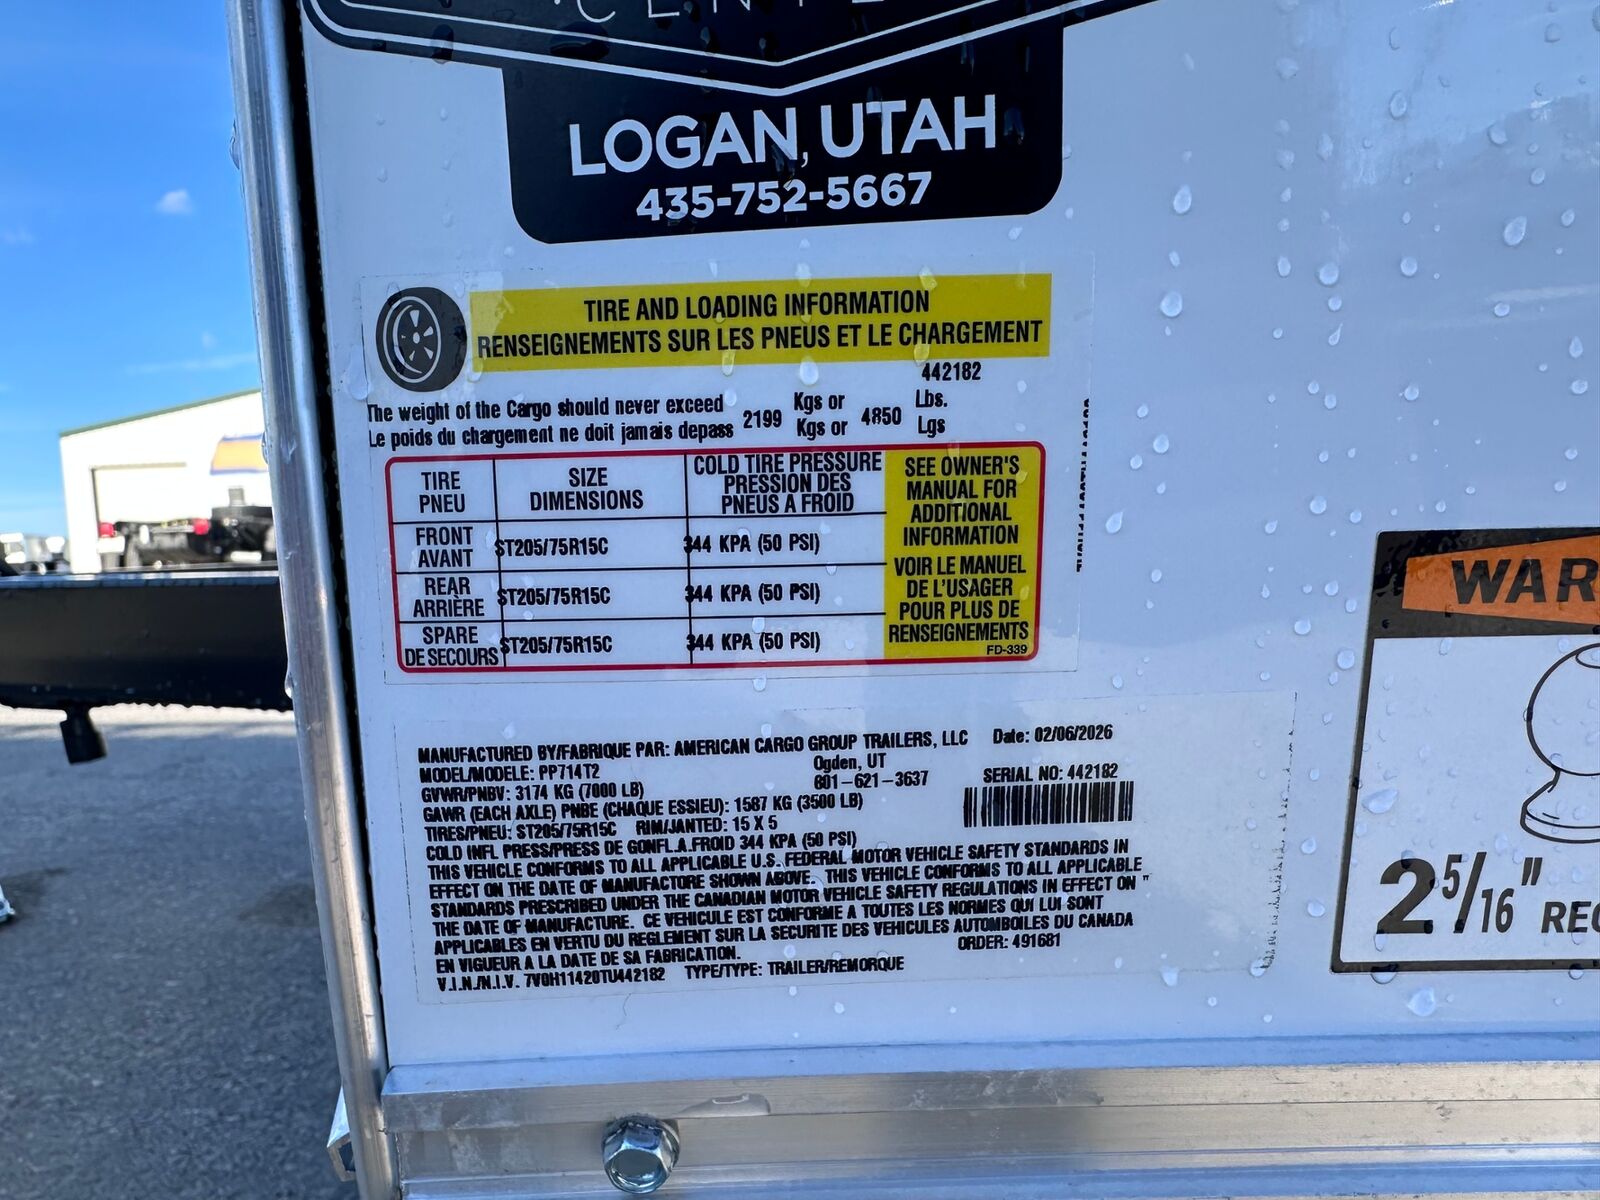 CENTE
LOGAN, UTAH
435-752-5667
TIRE AND LOADING INFORMATION
RENSEIGNEMENTS SUR LES PNEUS ET LE CHARGEMENT
442182
The weight of the Cargo should never exceed 2199 Kgs or 4850 Lbs.
Le poids du chargement ne doit jamais depass Kgs or Lgs
TIRE
PNEU
SIZE
DIMENSIONS
COLD TIRE PRESSURE
PRESSION DES
PNEUS A FROID
FRONT
AVANT
ST205/75R15C
344 KPA (50 PSI)
REAR
ARRIÈRE
ST205/75R15C
344 KPA (50 PSI)
SPARE
DE SECOURS
ST205/75R15C
344 KPA (50 PSI)
SEE OWNER'S
MANUAL FOR
ADDITIONAL
INFORMATION
VOIR LE MANUEL
DE L'USAGER
POUR PLUS DE
RENSEIGNEMENTS
FD-339
MANUFACTURED BY/FABRIQUE PAR: AMERICAN CARGO GROUP TRAILERS, LLC Date: 02/06/2026
MODEL/MODELE: PP714T2 Ogden, UT
GVWR/PNBV: 3174 KG (7000 LB) 801-621-3637 SERIAL NO: 442182
GAWR (EACH AXLE) PNBE (CHAQUE ESSIEU): 1587 KG (3500 LB)
TIRES/PNEU: ST205/75R15C RIM/JANTED: 15 X 5
COLD INFL PRESS/PRESS DE GONFL.A.FROID 344 KPA (50 PSI)
THIS VEHICLE CONFORMS TO ALL APPLICABLE U.S. FEDERAL MOTOR VEHICLE SAFETY STANDARDS IN
EFFECT ON THE DATE OF MANUFACTORE SHOWN ABOVE. THIS VEHICLE CONFORMS TO ALL APPLICABLE
STANDARDS PRESCRIBED UNDER THE CANADIAN MOTOR VEHICLE SAFETY REGULATIONS IN EFFECT ON "
THE DATE OF MANUFACTURE. CE VEHICULE EST CONFORME A TOUTES LES NORMES QUI LUI SONT
APPLICABLES EN VERTU DU REGLEMENT SUR LA SECURITE DES VEHICULES AUTOMBOILES DU CANADA
EN VIGUEUR A LA DATE DE SA FABRICATION. ORDER: 491681
V.I.N./N.I.V. 7V0H11420TU442182 TYPE/TYPE: TRAILER/REMORQUE
WAR
2 5/16" REC